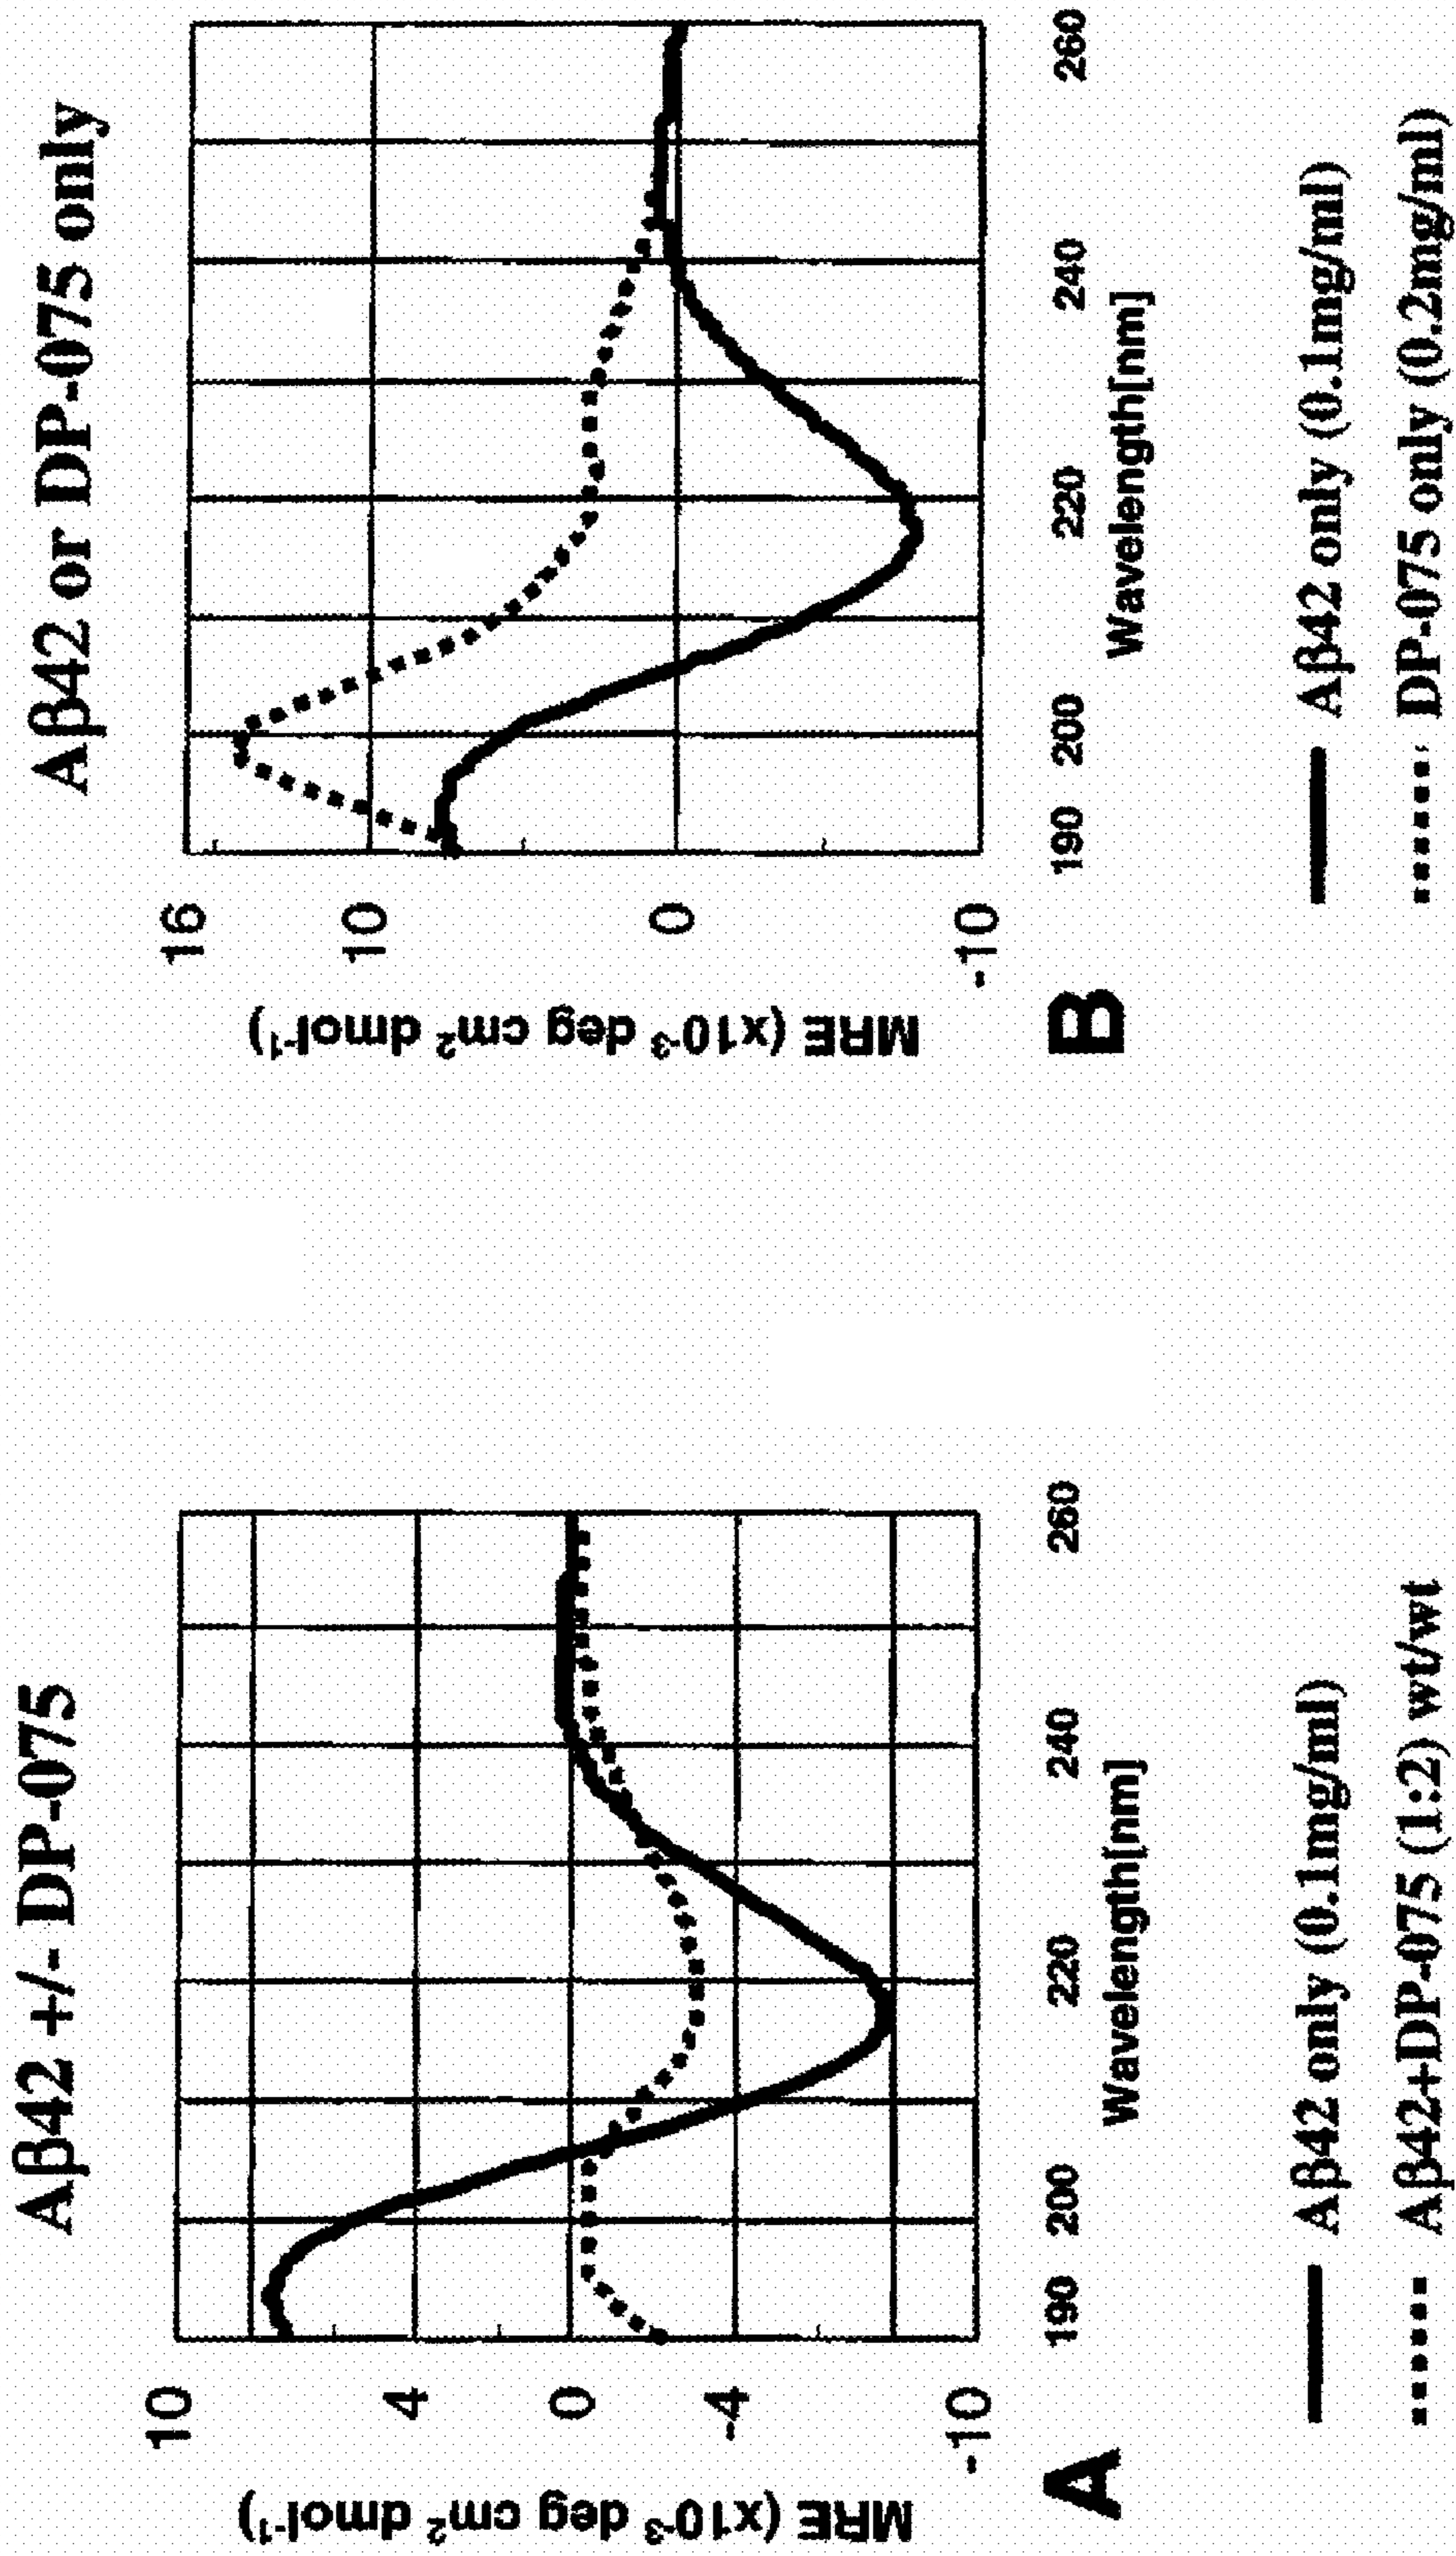 Aβ42 +/- DP-075
MRE (x10⁻³ deg cm² dmol⁻¹)
10
4
0
-4
-10
190 200 220 240 260
Wavelength[nm]
A
Aβ42 only (0.1mg/ml)
Aβ42+DP-075 (1:2) wt/wt
Aβ42 or DP-075 only
MRE (x10⁻³ deg cm² dmol⁻¹)
16
10
0
-10
190 200 220 240 260
Wavelength[nm]
B
Aβ42 only (0.1mg/ml)
DP-075 only (0.2mg/ml)